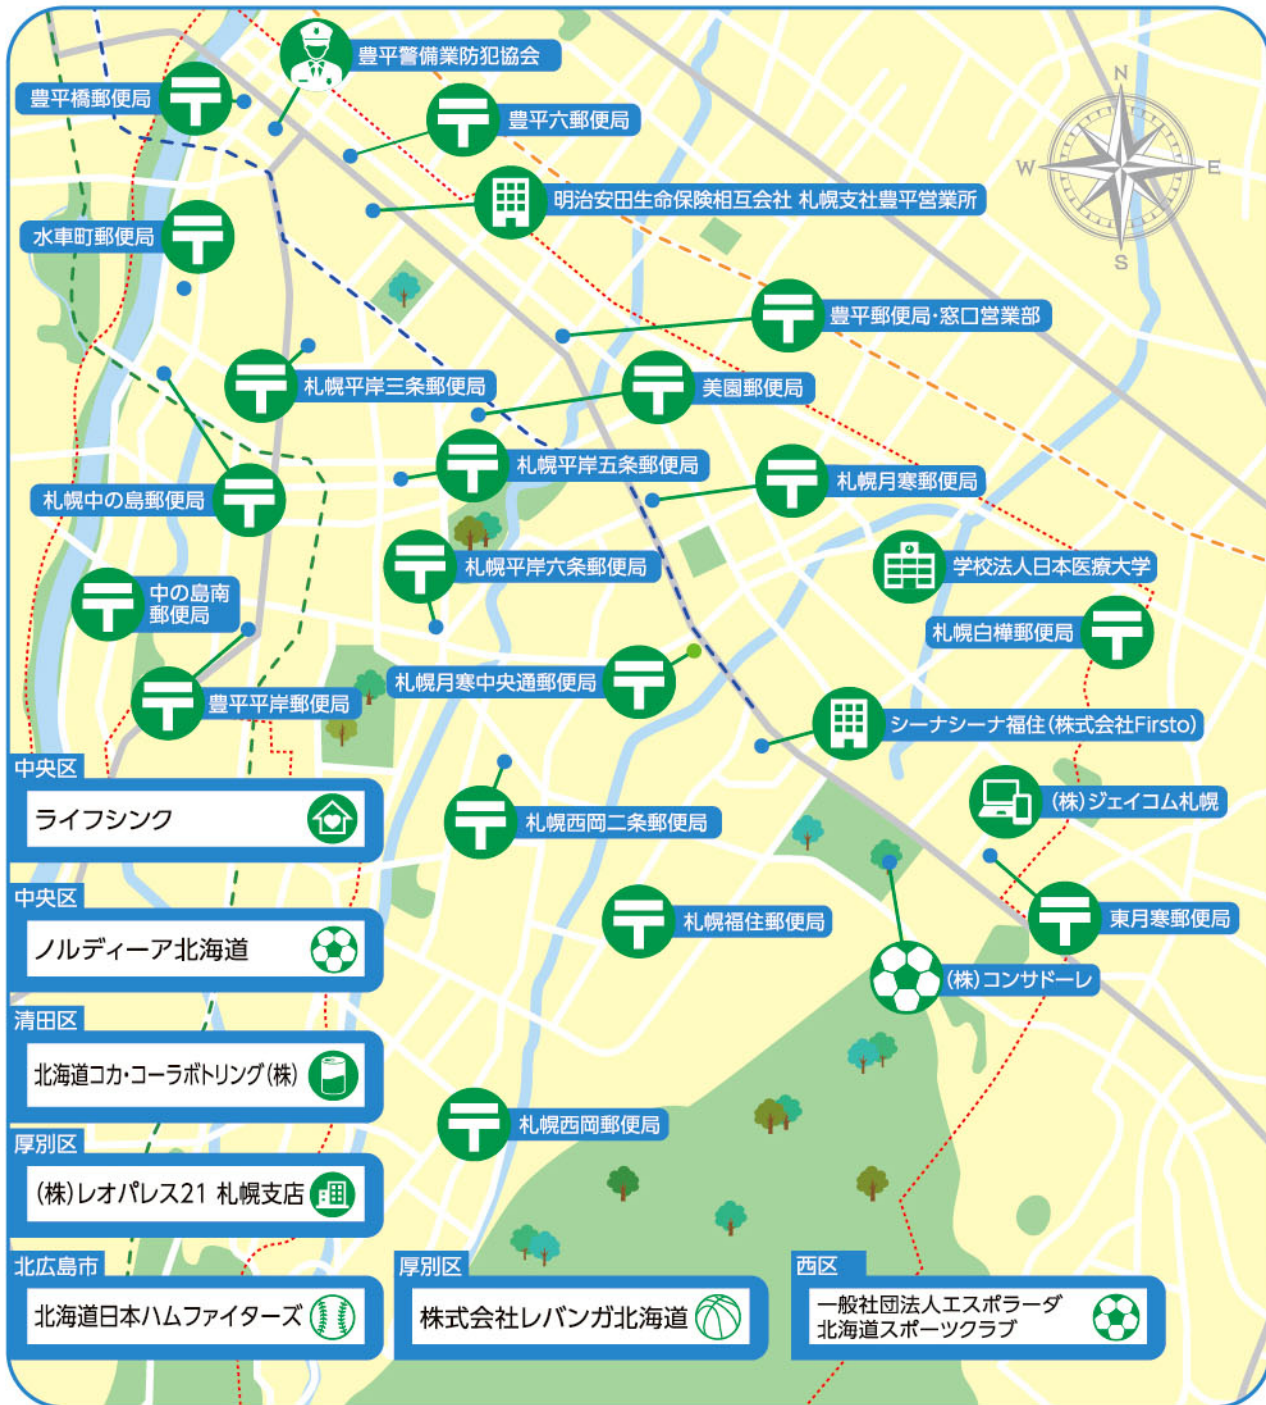 豊平警備業防犯協会
豊平橋郵便局
豊平六郵便局
N
W
E
S
明治安田生命保険相互会社 札幌支社豊平営業所
水車町郵便局
豊平郵便局・窓口営業部
札幌平岸三条郵便局
美園郵便局
札幌平岸五条郵便局
札幌月寒郵便局
札幌中の島郵便局
札幌平岸六条郵便局
学校法人日本医療大学
中の島南
郵便局
札幌白樺郵便局
札幌月寒中央通郵便局
豊平平岸郵便局
シーナシーナ福住(株式会社Firsto)
中央区
ライフシンク
(株)ジェイコム札幌
札幌西岡二条郵便局
中央区
ノルディーア北海道
札幌福住郵便局
東月寒郵便局
(株)コンサドーレ
清田区
北海道コカ・コーラボトリング(株)
札幌西岡郵便局
厚別区
(株)レオパレス21 札幌支店
北広島市
北海道日本ハムファイターズ
厚別区
株式会社レバンガ北海道
西区
一般社団法人エスポラーダ
北海道スポーツクラブ